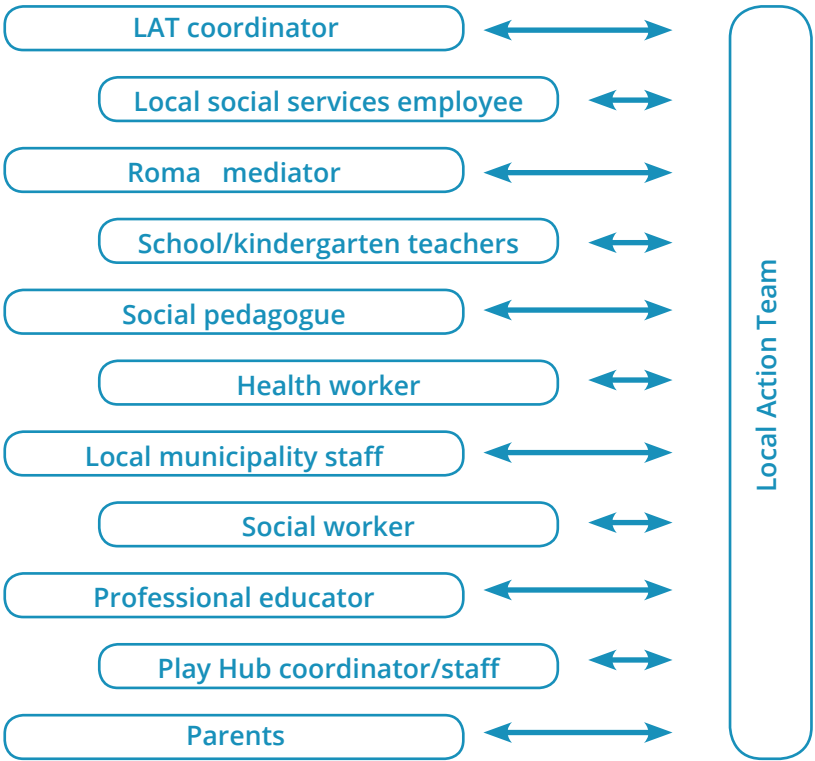 LAT coordinator
Local social services employee
Roma mediator
School/kindergarten teachers
Social pedagogue
Health worker
Local municipality staff
Social worker
Professional educator
Play Hub coordinator/staff
Parents
Local Action Team